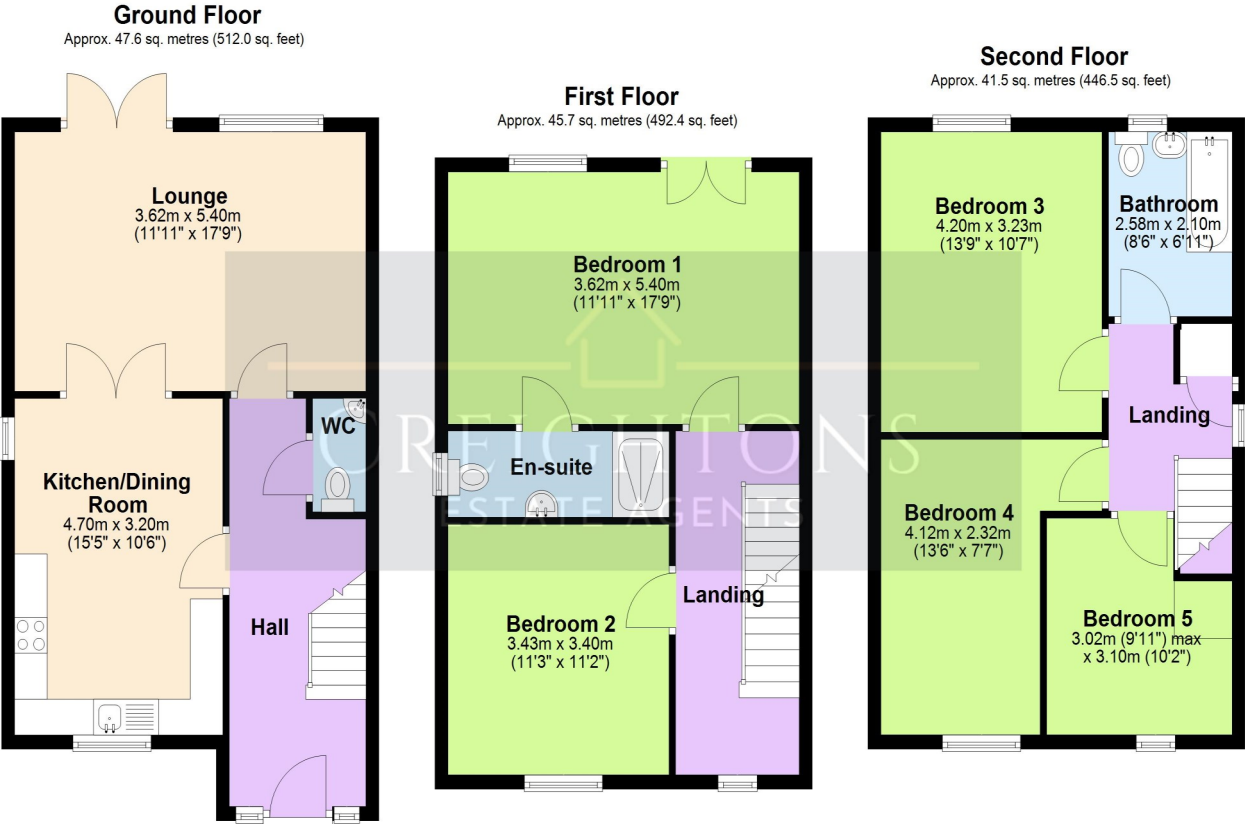 Ground Floor
Approx. 47.6 sq. metres (512.0 sq. feet)
Lounge
3.62m x 5.40m
(11'11" x 17'9")
WC
Kitchen/Dining
Room
4.70m x 3.20m
(15'5" x 10'6")
Hall
First Floor
Approx. 45.7 sq. metres (492.4 sq. feet)
Bedroom 1
3.62m x 5.40m
(11'11" x 17'9")
En-suite
Bedroom 2
3.43m x 3.40m
(11'3" x 11'2")
Landing
Second Floor
Approx. 41.5 sq. metres (446.5 sq. feet)
Bedroom 3
4.20m x 3.23m
(13'9" x 10'7")
Bathroom
2.58m x 2.10m
(8'6" x 6'11")
Landing
Bedroom 4
4.12m x 2.32m
(13'6" x 7'7")
Bedroom 5
3.02m (9'11") max
x 3.10m (10'2")
CREIGHTONS
ESTATE AGENTS